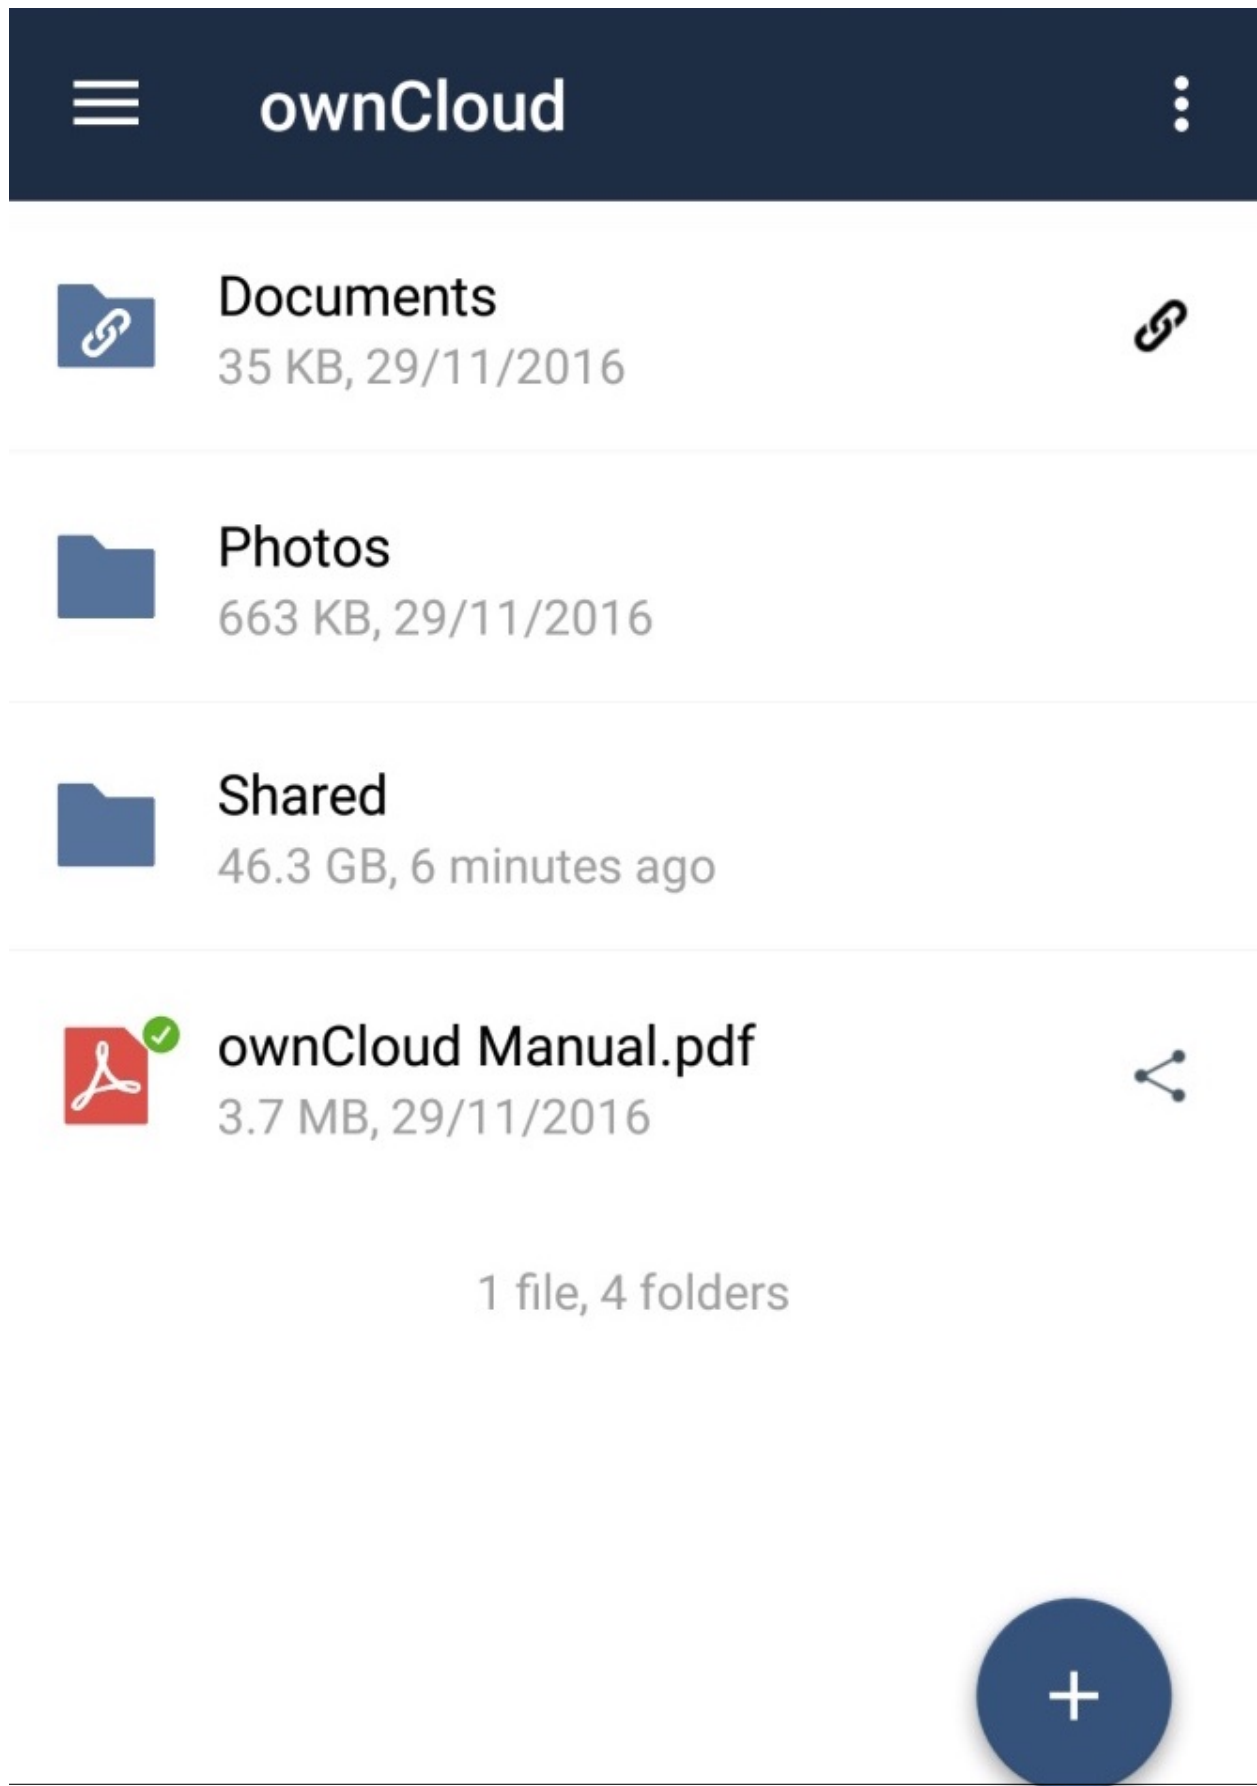 ownCloud
Documents
35 KB, 29/11/2016
Photos
663 KB, 29/11/2016
Shared
46.3 GB, 6 minutes ago
ownCloud Manual.pdf
3.7 MB, 29/11/2016
1 file, 4 folders